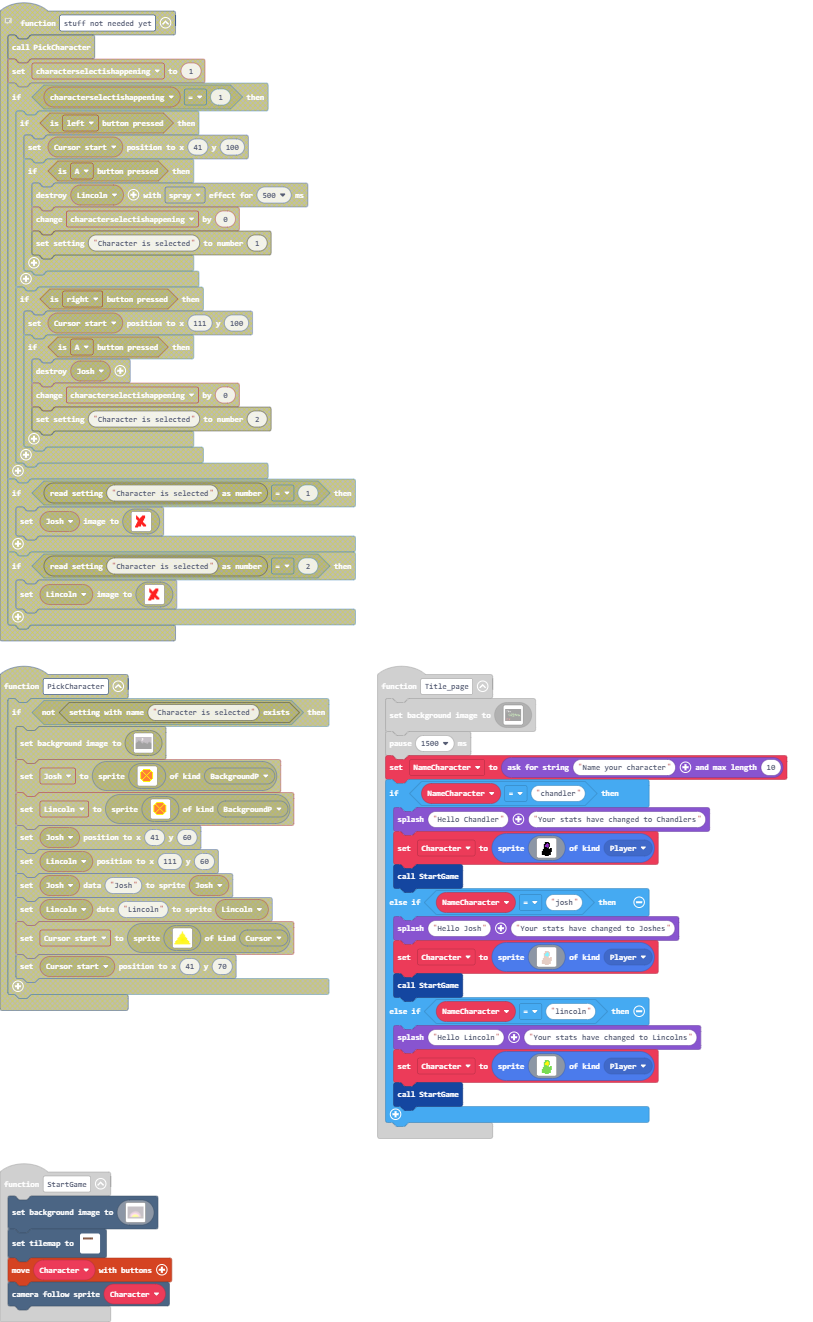 function stuff not needed yet
call PickCharacter
set characterselectishappening to 1
if characterselectishappening = 1 then
if is left button pressed then
set Cursor start position to x 41 y 100
if is A button pressed then
destroy Lincoln with spray effect for 500 ms
change characterselectishappening by 0
set setting "Character is selected" to number 1
if is right button pressed then
set Cursor start position to x 111 y 100
if is A button pressed then
destroy Josh
change characterselectishappening by 0
set setting "Character is selected" to number 2
if read setting "Character is selected" as number = 1 then
set Josh image to
if read setting "Character is selected" as number = 2 then
set Lincoln image to
function PickCharacter
if not setting with name "Character is selected" exists then
set background image to
set Josh to sprite of kind BackgroundP
set Lincoln to sprite of kind BackgroundP
set Josh position to x 41 y 60
set Lincoln position to x 111 y 60
set Josh data "Josh" to sprite Josh
set Lincoln data "Lincoln" to sprite Lincoln
set Cursor start to sprite of kind Cursor
set Cursor start position to x 41 y 70
function Title_page
set background image to
pause 1500 ms
set NameCharacter to ask for string "Name your character" and max length 10
if NameCharacter = "chandler" then
splash "Hello Chandler" "Your stats have changed to Chandlers"
set Character to sprite of kind Player
call StartGame
else if NameCharacter = "josh" then
splash "Hello Josh" "Your stats have changed to Joshes"
set Character to sprite of kind Player
call StartGame
else if NameCharacter = "lincoln" then
splash "Hello Lincoln" "Your stats have changed to Lincolns"
set Character to sprite of kind Player
call StartGame
function StartGame
set background image to
set tilemap to
move Character with buttons
camera follow sprite Character